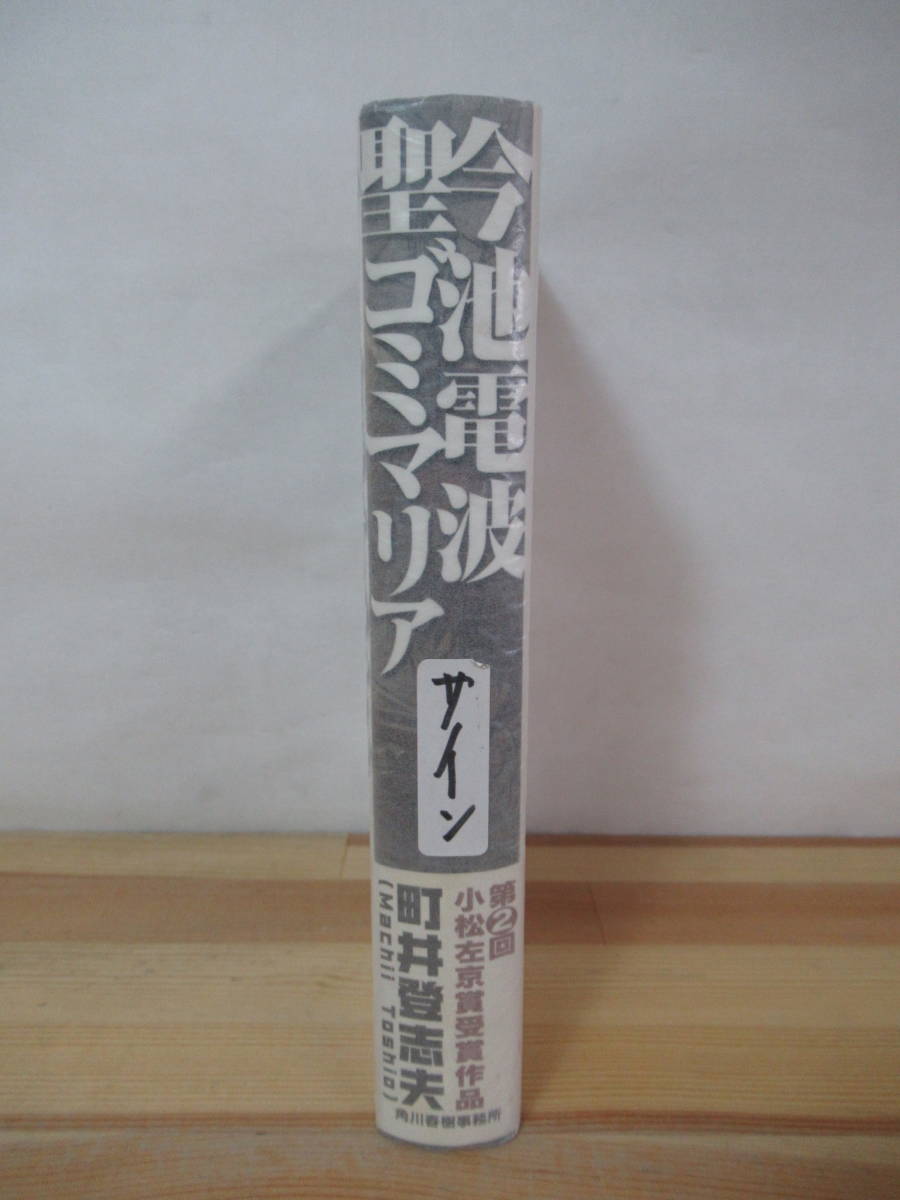 今池電波
聖ゴミマリア
サイン
第2回
小松左京賞受賞作品
町井登志夫
(Machii Toshio)
角川春樹事務所